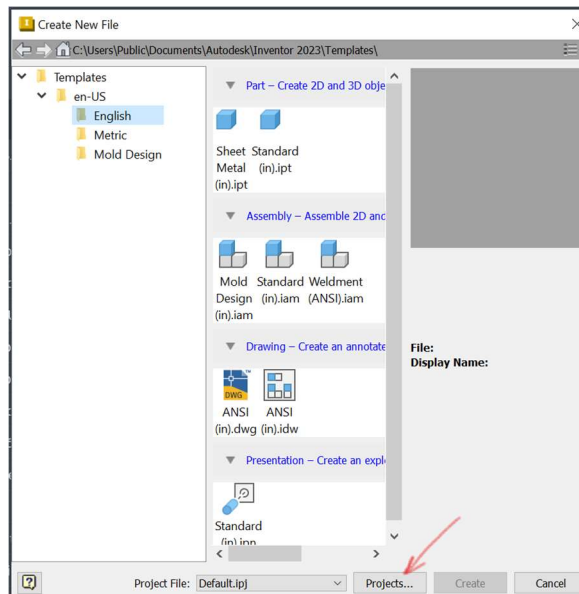 Create New File
C:\Users\Public\Documents\Autodesk\Inventor 2023\Templates\
Templates
en-US
English
Metric
Mold Design
Part – Create 2D and 3D obje
Sheet Metal (in).ipt
Standard (in).ipt
Assembly – Assemble 2D and
Mold Design (in).iam
Standard (in).iam
Weldment (ANSI).iam
Drawing – Create an annotate
DWG
ANSI (in).dwg
ANSI (in).idw
Presentation – Create an expl
Standard (in).ipn
File:
Display Name:
Project File:
Default.ipj
Projects...
Create
Cancel